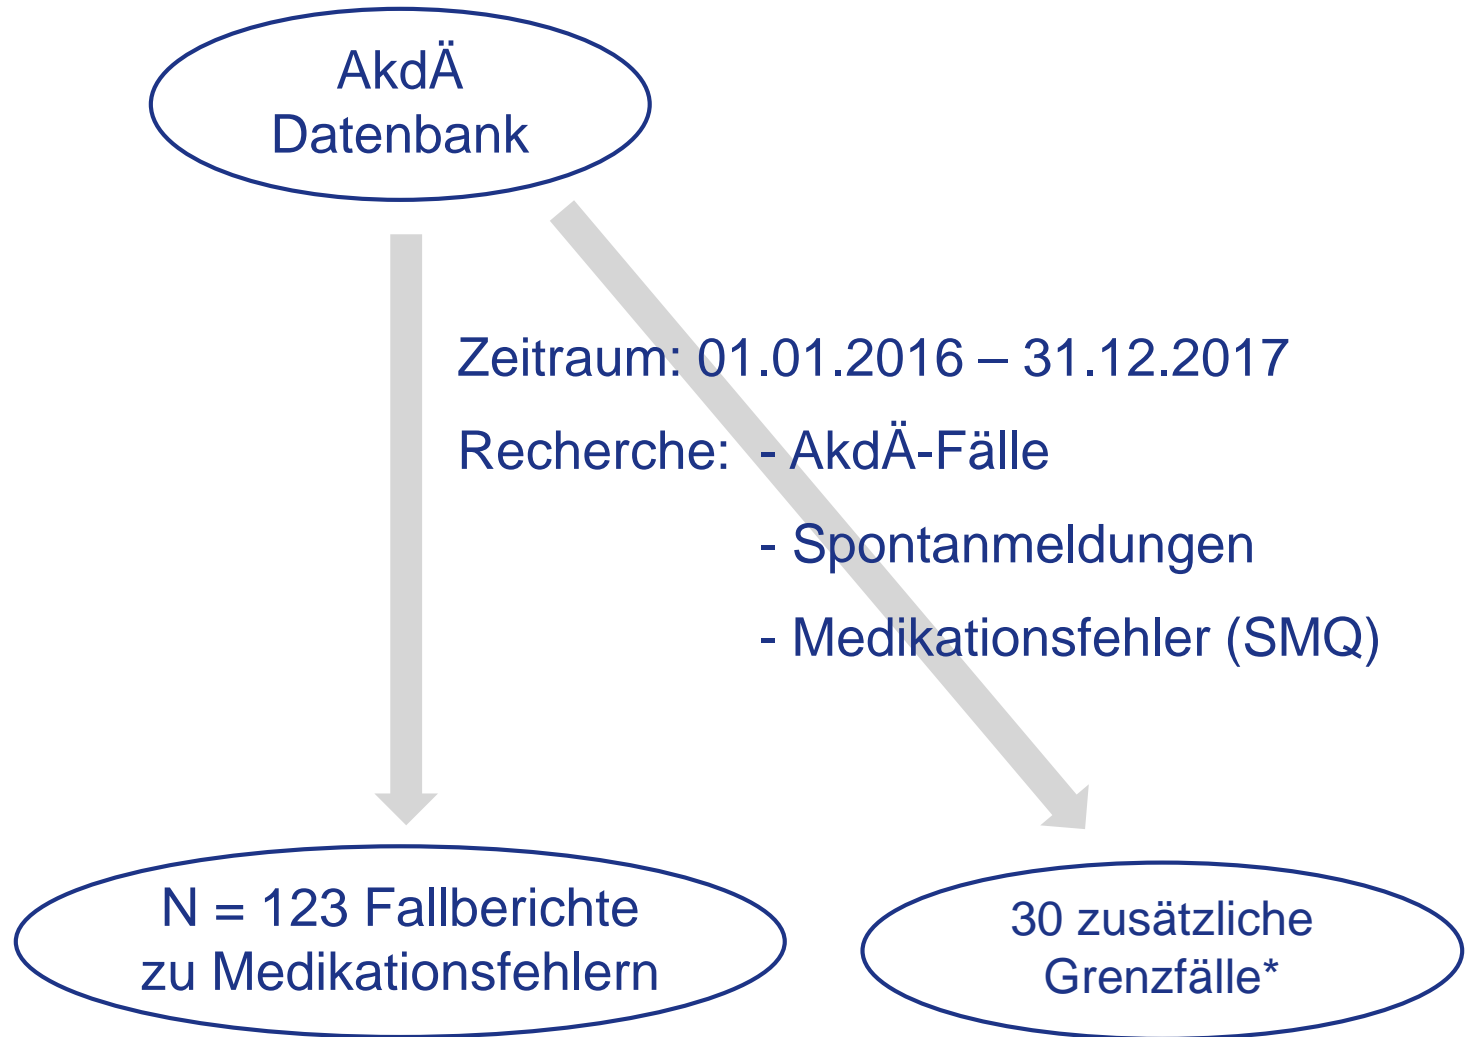 AkdÄ
Datenbank
Zeitraum: 01.01.2016 – 31.12.2017
Recherche: - AkdÄ-Fälle
- Spontanmeldungen
- Medikationsfehler (SMQ)
N = 123 Fallberichte
zu Medikationsfehlern
30 zusätzliche
Grenzfälle*